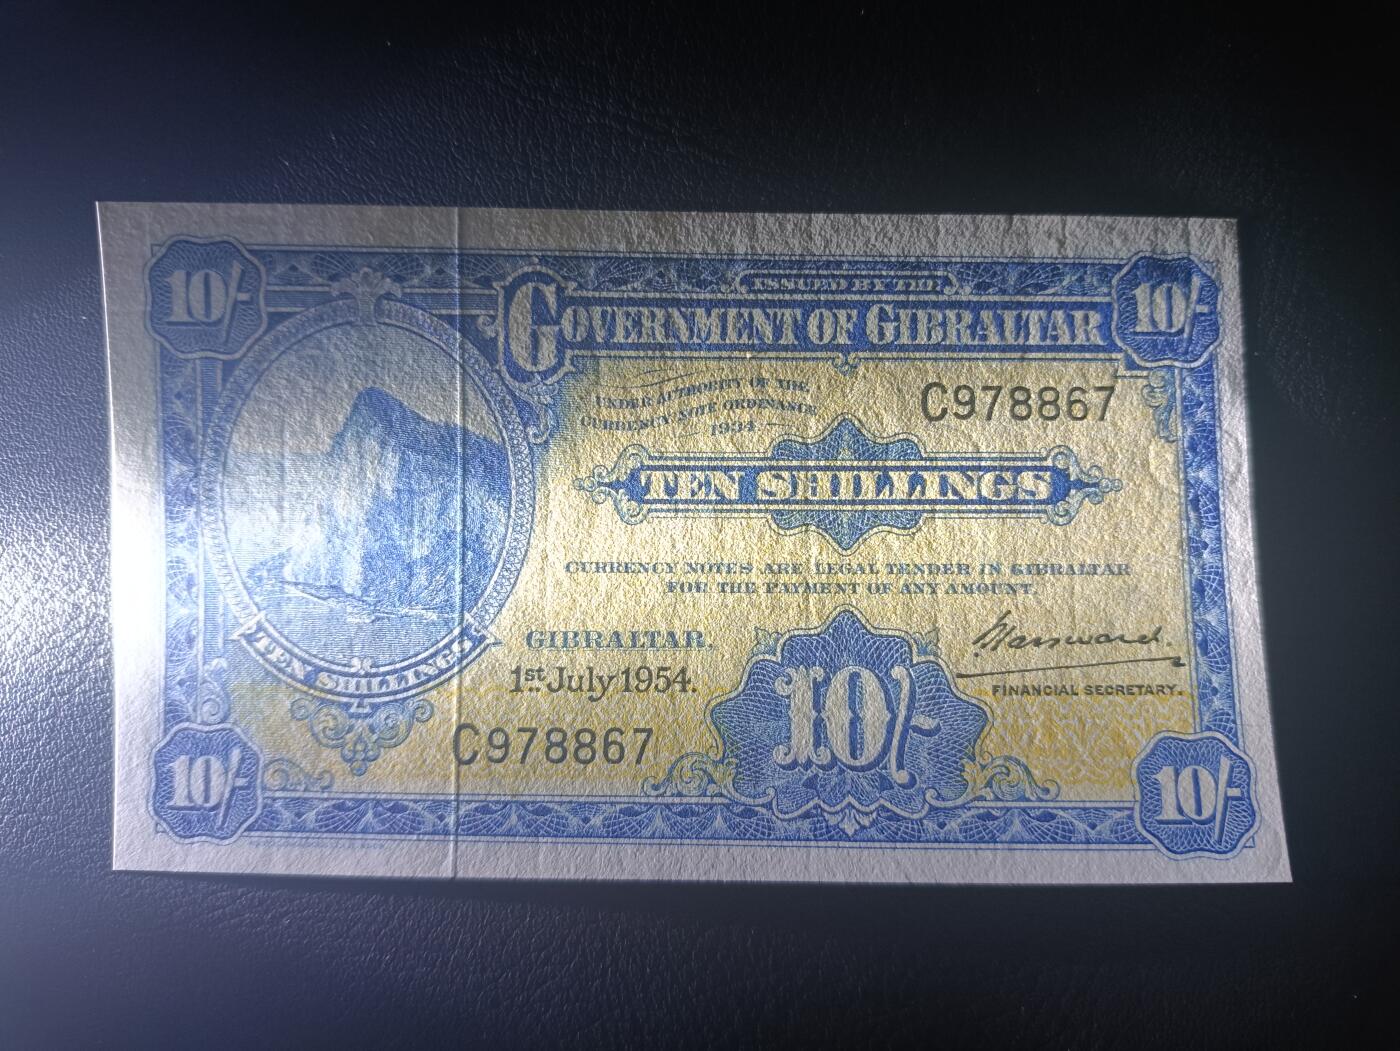 10/-
ISSUED BY THE
10/-
GOVERNMENT OF GIBRALTAR
UNDER AUTHORITY OF THE
CURRENCY NOTE ORDINANCE
1934
C978867
TEN SHILLINGS
CURRENCY NOTES ARE LEGAL TENDER IN GIBRALTAR
FOR THE PAYMENT OF ANY AMOUNT.
TEN SHILLINGS
GIBRALTAR,
1st July 1954.
FINANCIAL SECRETARY.
C978867
10/-
10/-
10/-